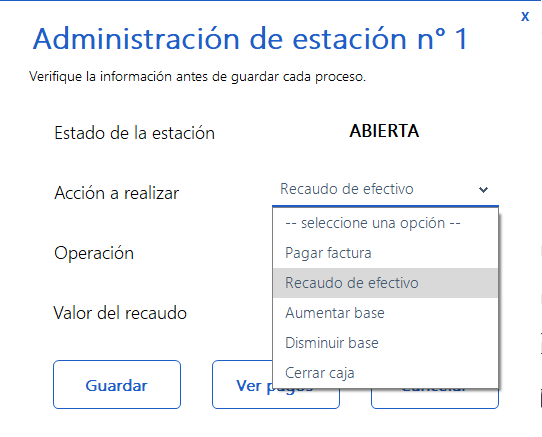 x
Administración de estación n° 1
Verifique la información antes de guardar cada proceso.
Estado de la estación ABIERTA
Acción a realizar Recaudo de efectivo
-- seleccione una opción --
Operación Pagar factura
Recaudo de efectivo
Valor del recaudo Aumentar base
Disminuir base
Cerrar caja
Guardar Ver pagos